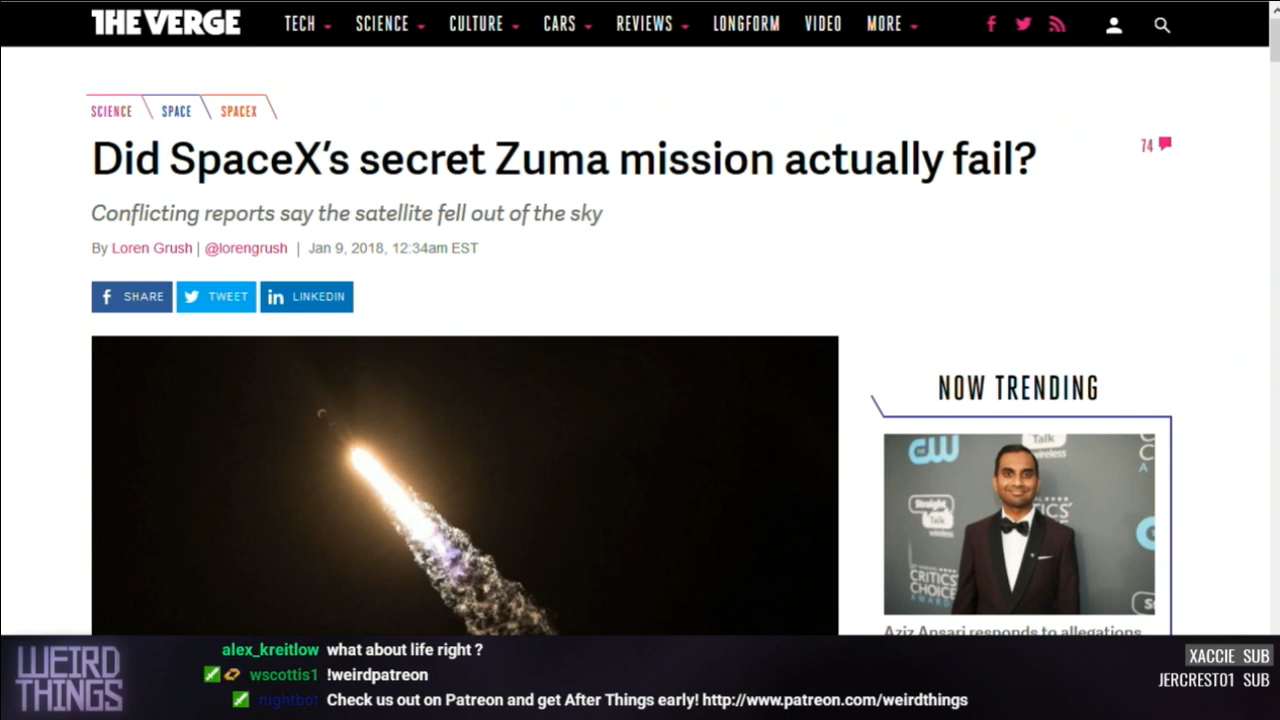 THE VERGE
TECH SCIENCE CULTURE CARS REVIEWS LONGFORM VIDEO MORE
SCIENCE SPACE SPACEX
Did SpaceX's secret Zuma mission actually fail?
74
Conflicting reports say the satellite fell out of the sky
By Loren Grush | @lorengrush | Jan 9, 2018, 12:34am EST
SHARE TWEET LINKEDIN
NOW TRENDING
CW
Talk
wireless
Straight
Talk
wireless
CRITICS'
CHOICE
AWARD
Aziz Ansari responds to allegations
WEIRD
THINGS
alex_kreitlow what about life right ?
wscottis1 !weirdpatreon
nightbot Check us out on Patreon and get After Things early! http://www.patreon.com/weirdthings
XACCIE SUB
JERCREST01 SUB